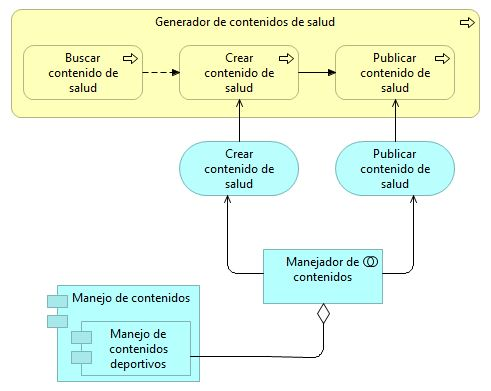 Generador de contenidos de salud
Buscar
contenido de
salud
Crear
contenido de
salud
Publicar
contenido de
salud
Crear
contenido de
salud
Publicar
contenido de
salud
Manejador de
contenidos
Manejo de contenidos
Manejo de
contenidos
deportivos